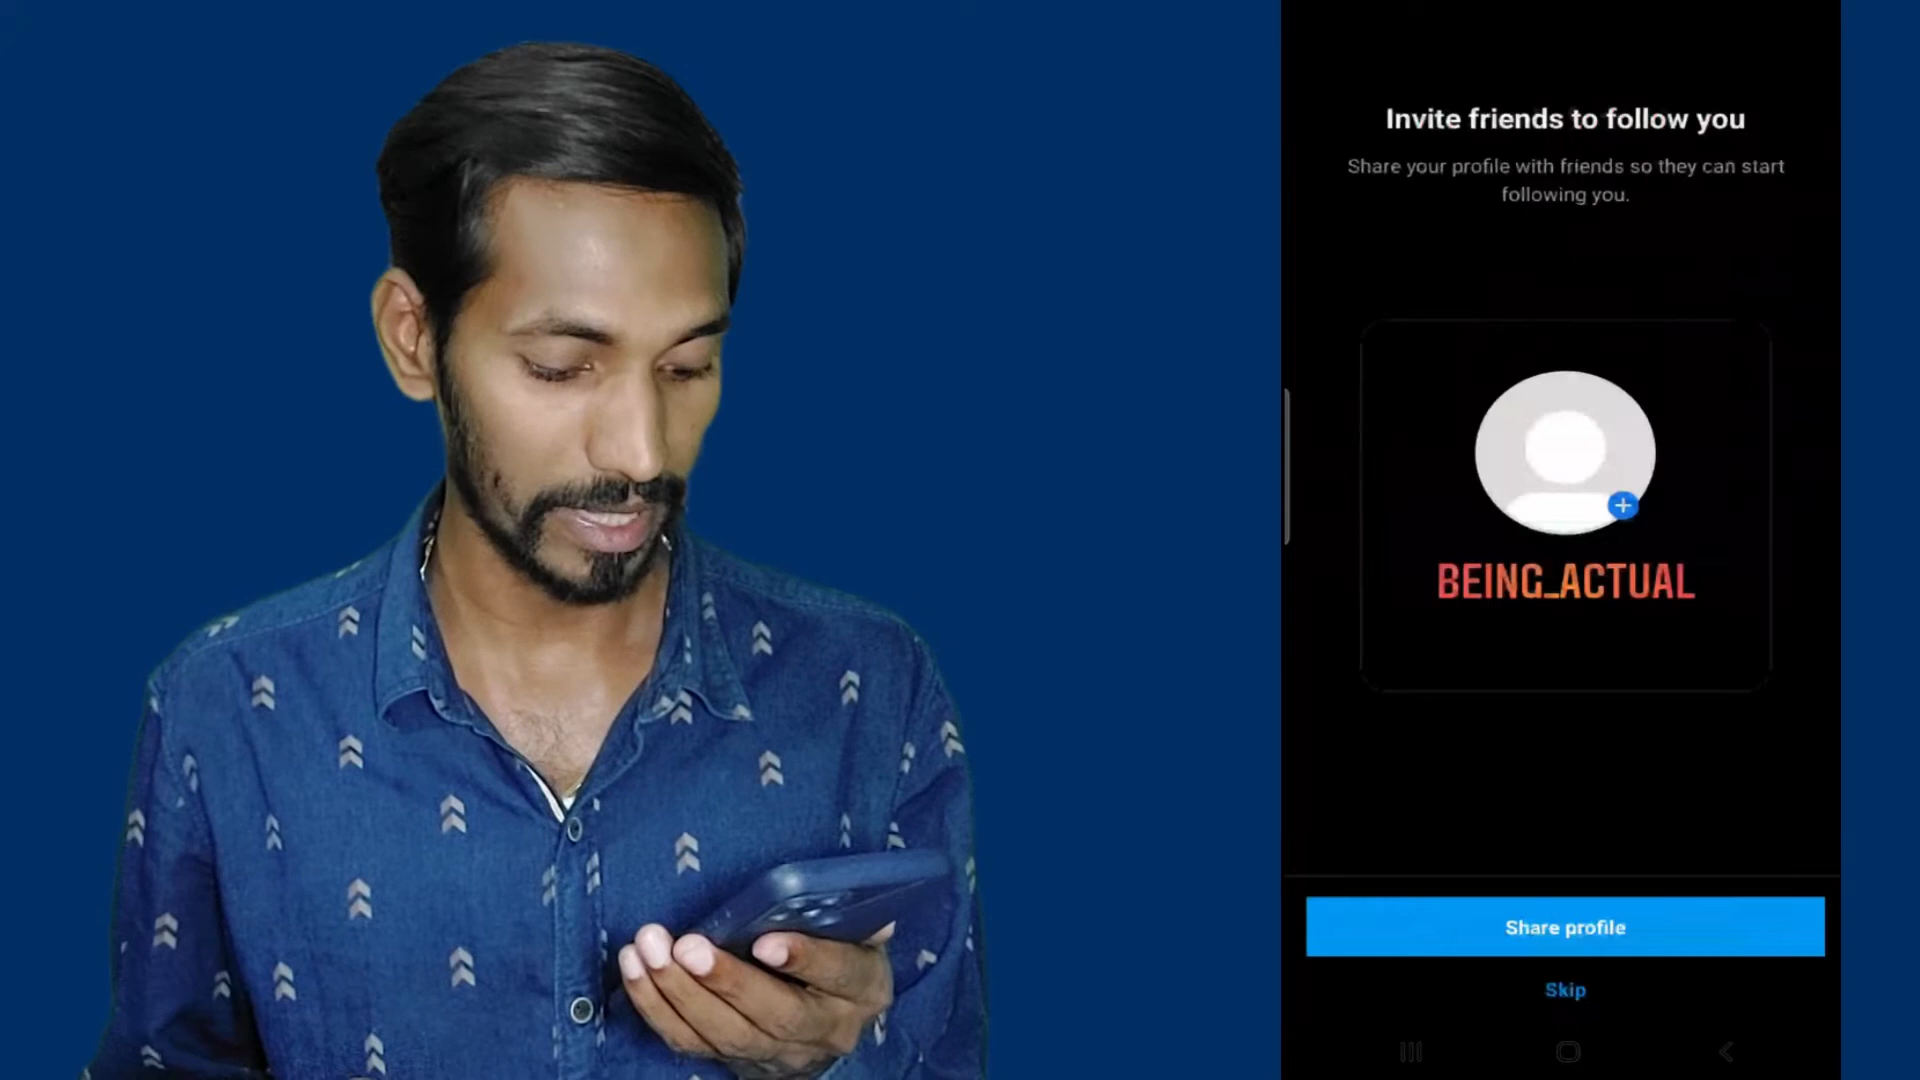 Invite friends to follow you
Share your profile with friends so they can start
following you.
BEING_ACTUAL
Share profile
Skip